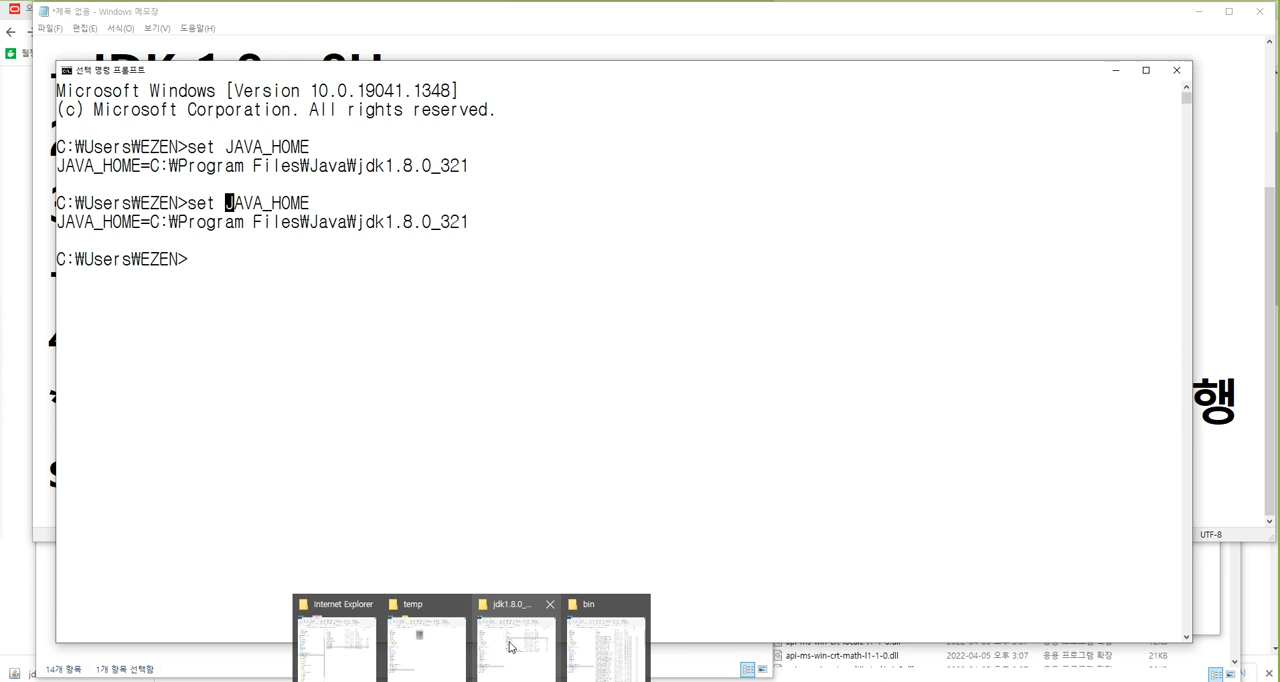 *제목 없음 - Windows 메모장
파일(F) 편집(E) 서식(O) 보기(V) 도움말(H)
선택 명령 프롬프트
Microsoft Windows [Version 10.0.19041.1348]
(c) Microsoft Corporation. All rights reserved.
C:₩Users₩EZEN>set JAVA_HOME
JAVA_HOME=C:₩Program Files₩Java₩jdk1.8.0_321
C:₩Users₩EZEN>set JAVA_HOME
JAVA_HOME=C:₩Program Files₩Java₩jdk1.8.0_321
C:₩Users₩EZEN>
행
UTF-8
Internet Explorer
temp
jdk1.8.0_...
bin
api-ms-win-crt-math-l1-1-0.dll 2022-04-05 오후 3:07 응용 프로그램 확장 21KB
14개 항목 1개 항목 선택함